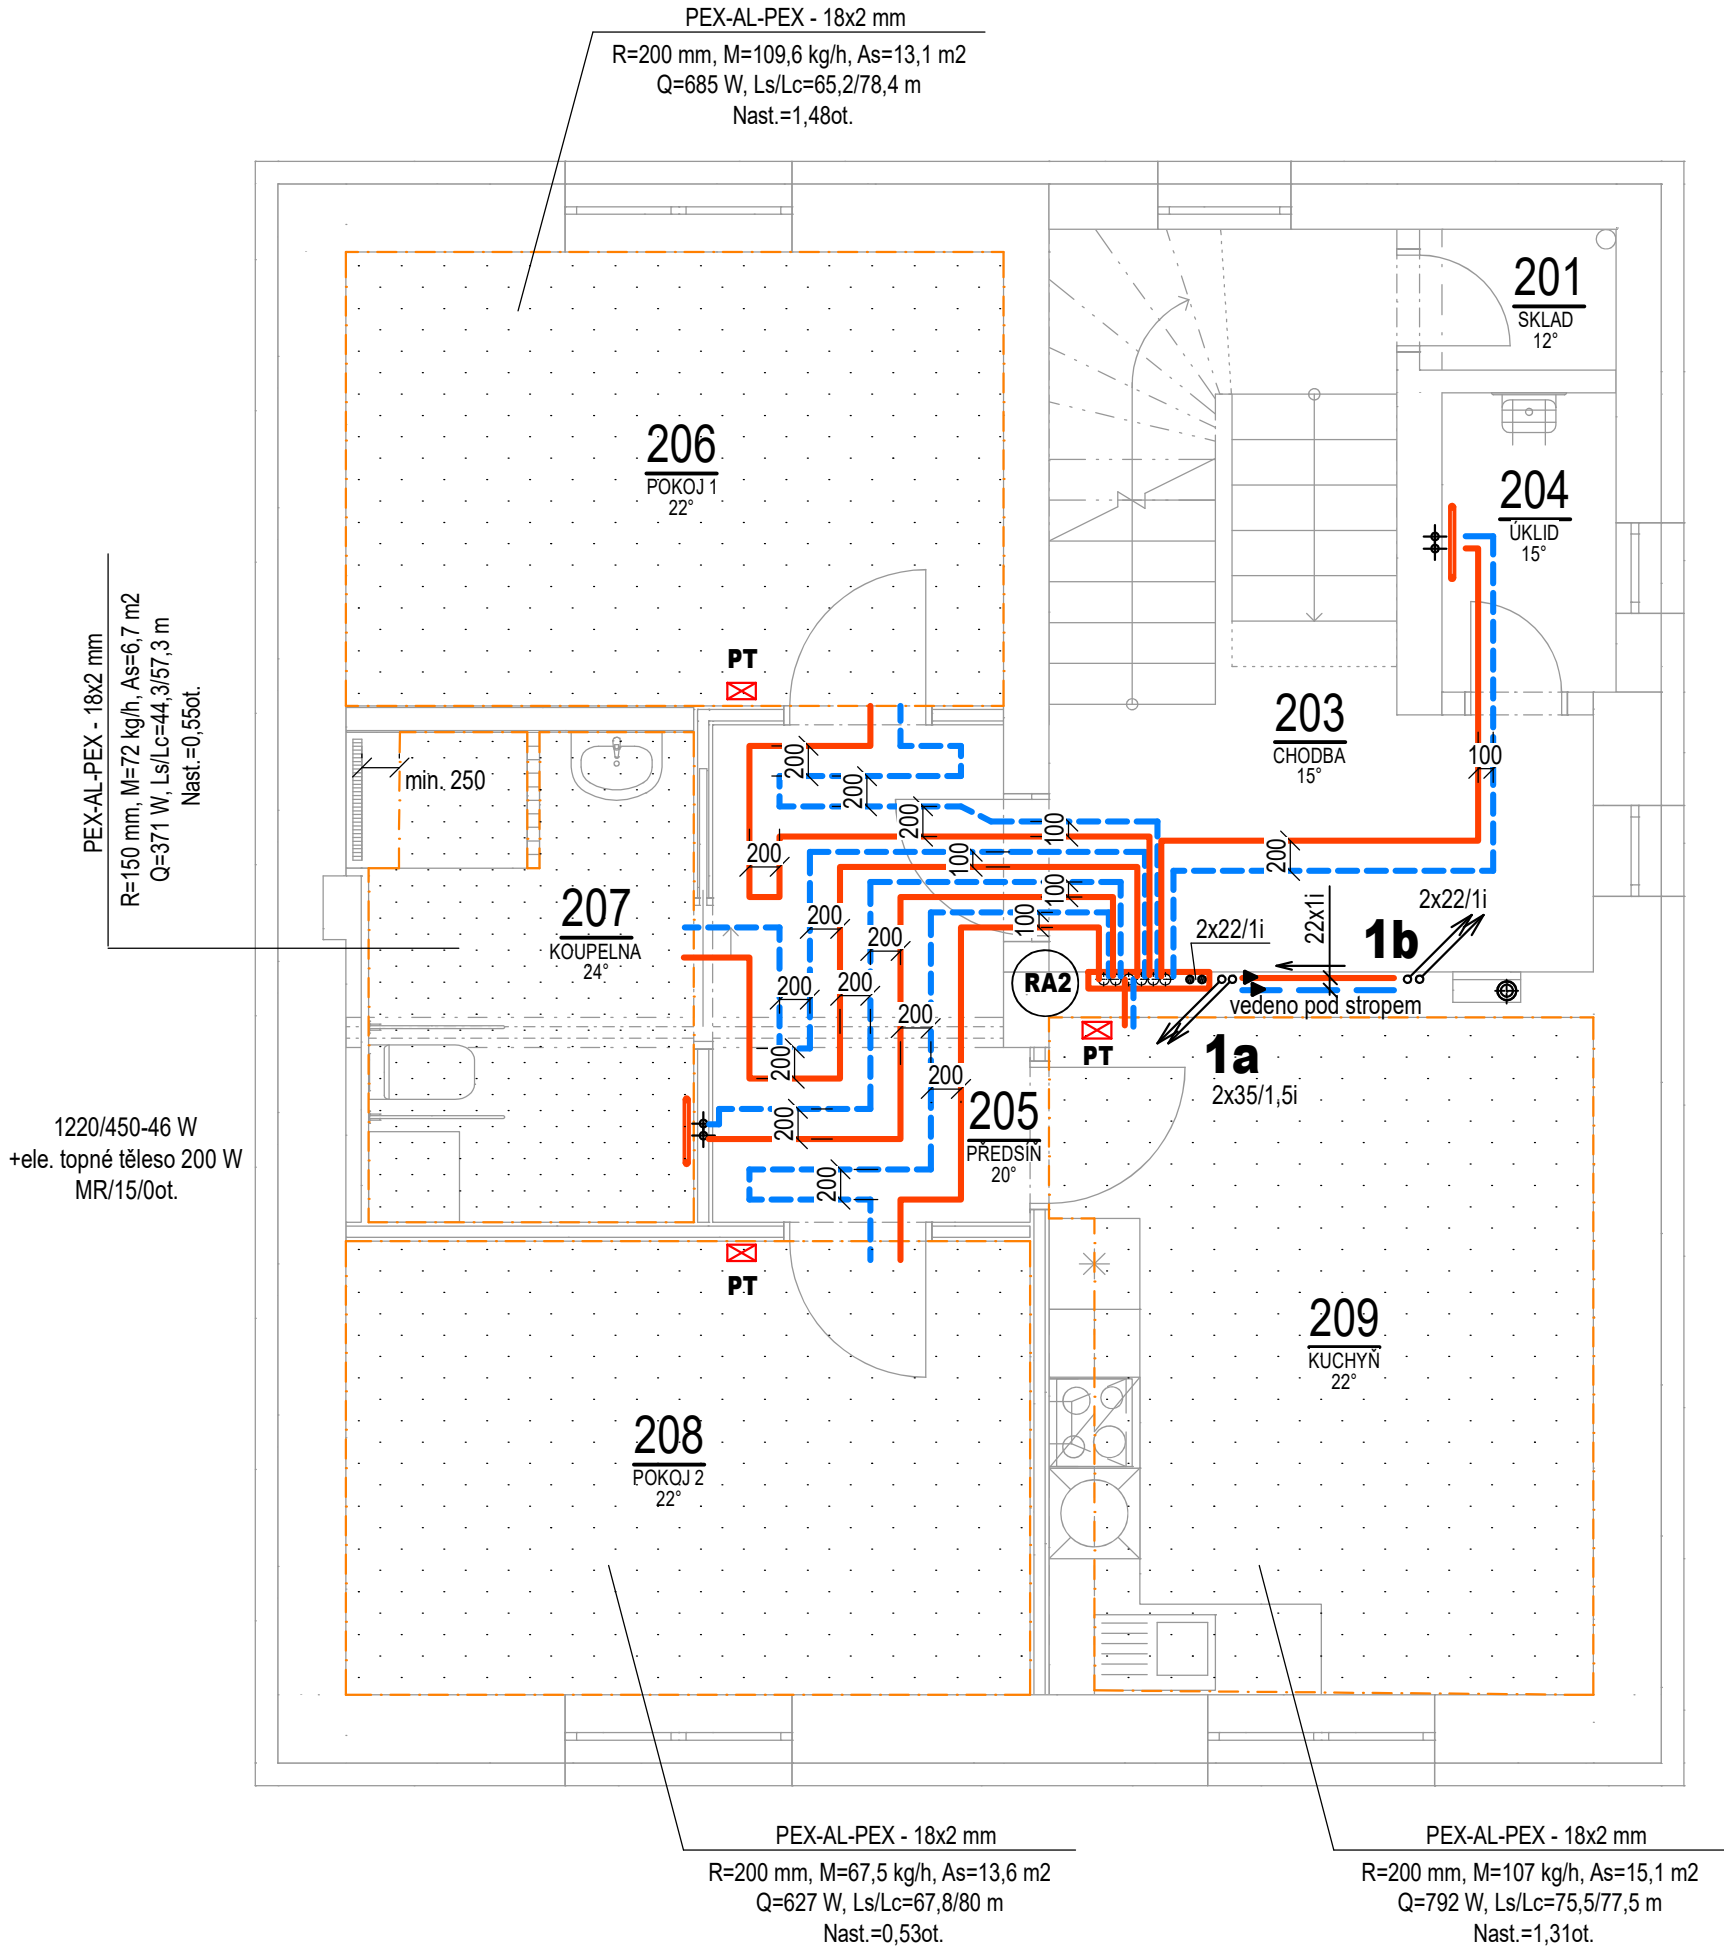 PEX-AL-PEX - 18x2 mm
R=200 mm, M=109,6 kg/h, As=13,1 m2
Q=685 W, Ls/Lc=65,2/78,4 m
Nast.=1,48ot.
201
SKLAD
12°
206
POKOJ 1
22°
204
ÚKLID
15°
PEX-AL-PEX - 18x2 mm
R=150 mm, M=72 kg/h, As=6,7 m2
Q=371 W, Ls/Lc=44,3/57,3 m
Nast.=0,55ot.
PT
203
CHODBA
15°
100
200
min. 250
200
200
100
200
100
200
100
207
KOUPELNA
24°
200
200
100
22x1i
2x22/1i
2x22/1i
1b
RA2
200
200
200
vedeno pod stropem
PT
1a
2x35/1,5i
200
200
205
PŘEDSÍŇ
20°
1220/450-46 W
+ele. topné těleso 200 W
MR/15/0ot.
200
200
PT
209
KUCHYŇ
22°
208
POKOJ 2
22°
PEX-AL-PEX - 18x2 mm
R=200 mm, M=67,5 kg/h, As=13,6 m2
Q=627 W, Ls/Lc=67,8/80 m
Nast.=0,53ot.
PEX-AL-PEX - 18x2 mm
R=200 mm, M=107 kg/h, As=15,1 m2
Q=792 W, Ls/Lc=75,5/77,5 m
Nast.=1,31ot.